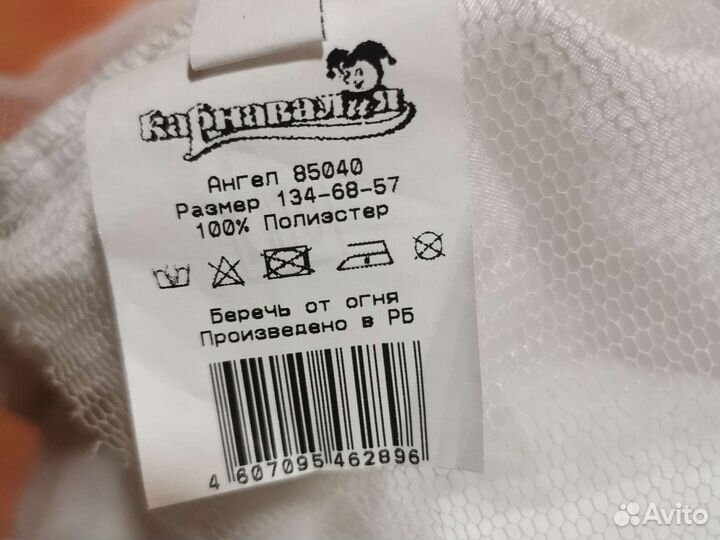 карнавалия
Ангел 85040
Размер 134-68-57
100% Полиэстер
Беречь от огня
Произведено в РБ
4 607095 462896
Avito